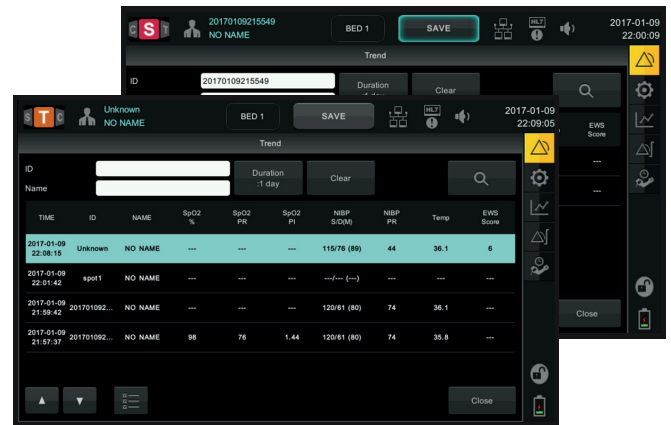 C S T
20170109215549
NO NAME
BED 1
SAVE
HL7
2017-01-09
22:00:09
Trend
ID
20170109215549
Duration
Clear
EWS
Score
---
---
Close
S T C
Unknown
NO NAME
BED 1
SAVE
HL7
2017-01-09
22:09:05
Trend
ID
Name
Duration
:1 day
Clear
TIME ID NAME SpO2 % SpO2 PR SpO2 PI NIBP S/D(M) NIBP PR Temp EWS Score
2017-01-09 22:08:15 Unknown NO NAME --- --- --- 115/76 (89) 44 36.1 6
2017-01-09 22:01:42 spot1 NO NAME --- --- --- ---/--- (---) --- --- ---
2017-01-09 21:59:42 201701092... NO NAME --- --- --- 120/61 (80) 74 36.1 ---
2017-01-09 21:57:37 201701092... NO NAME 98 76 1.44 120/61 (80) 74 35.8 ---
Close